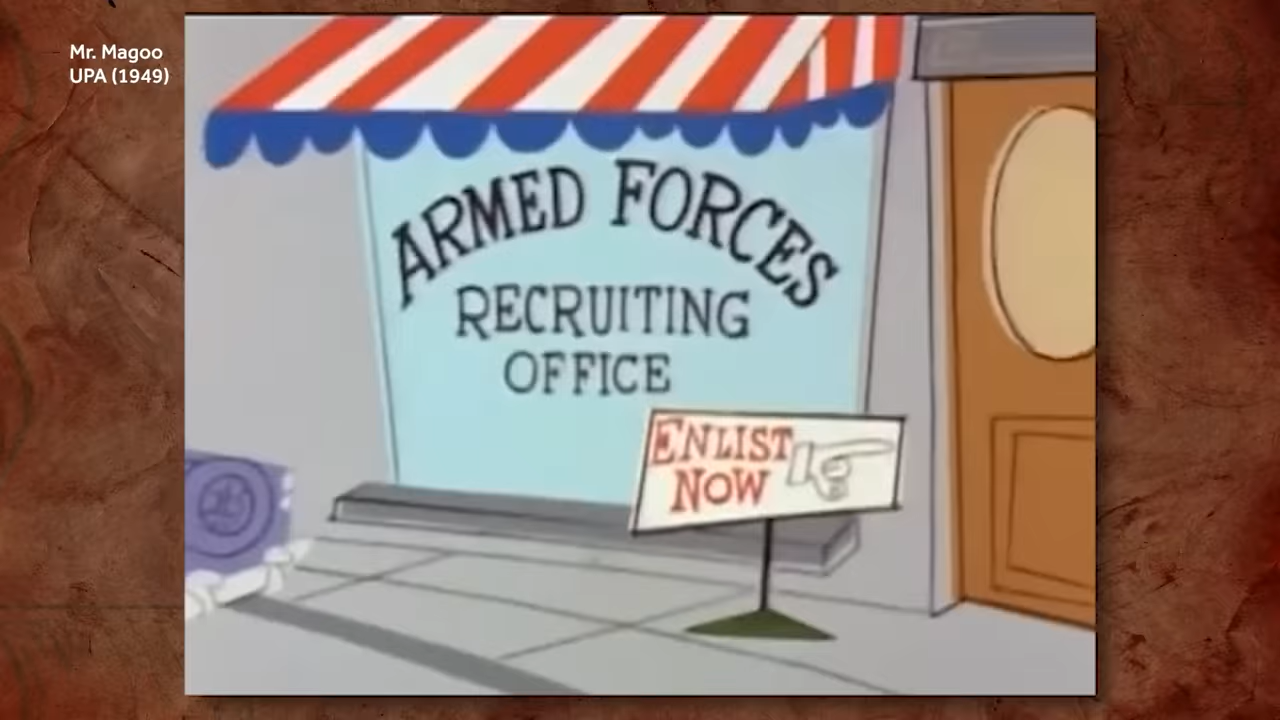 Mr. Magoo
UPA (1949)
ARMED FORCES
RECRUITING
OFFICE
ENLIST
NOW